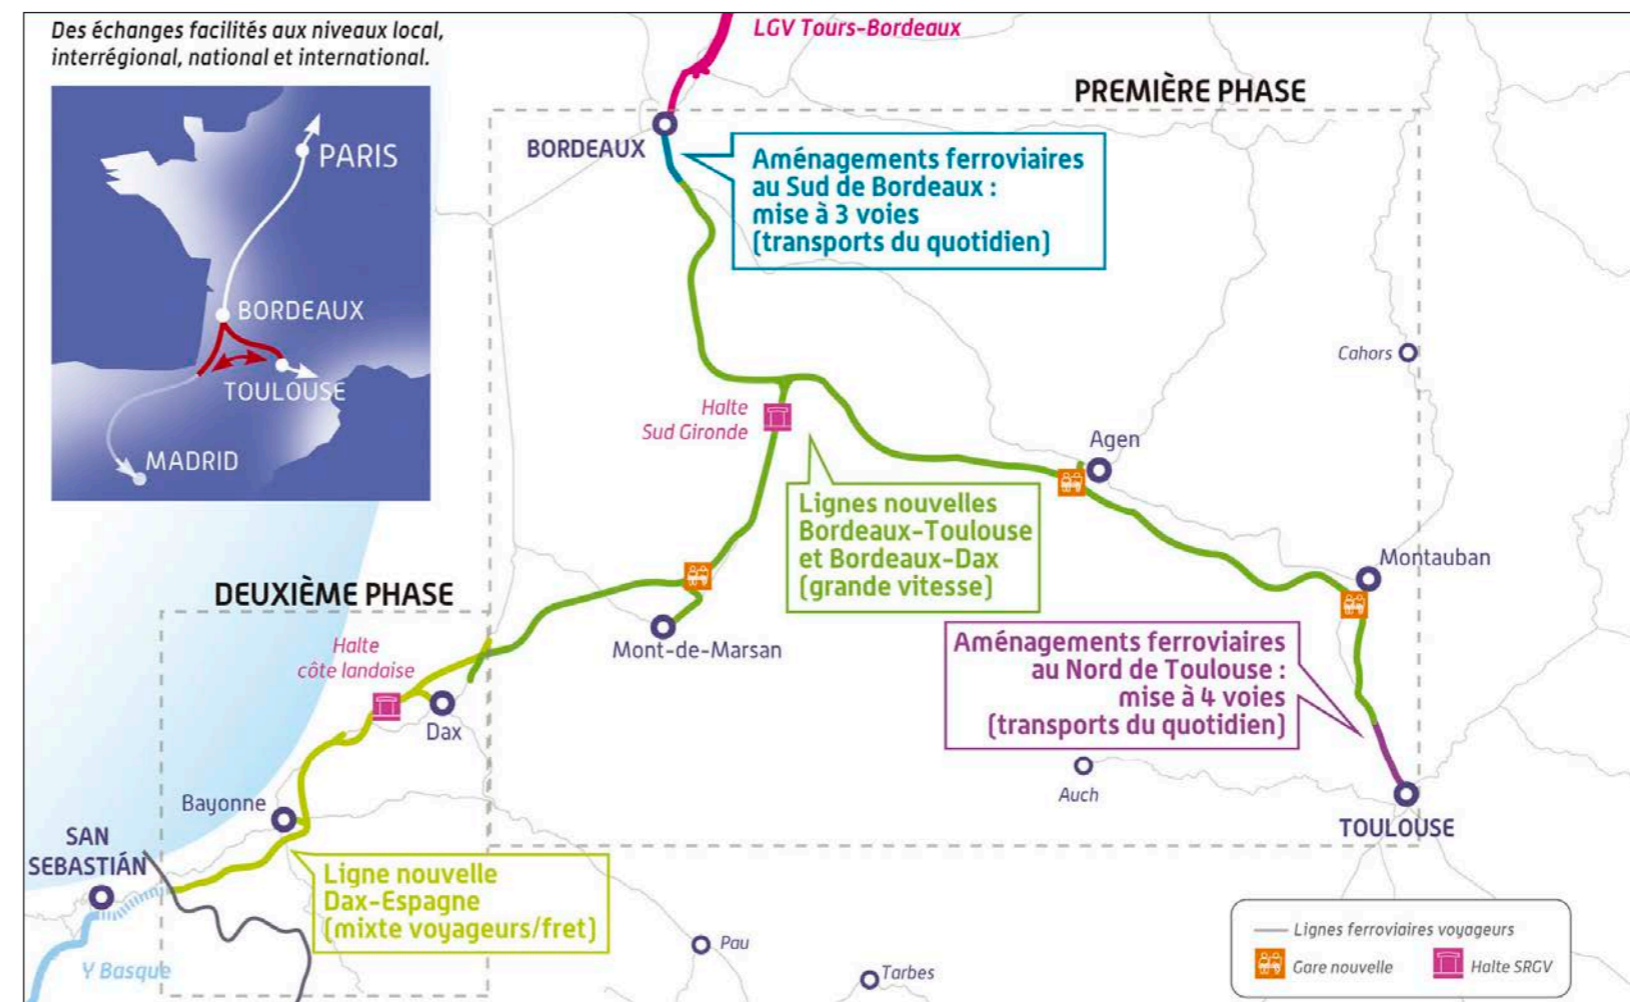 Des échanges facilités aux niveaux local,
interrégional, national et international.
PARIS
BORDEAUX
TOULOUSE
MADRID
LGV Tours-Bordeaux
PREMIÈRE PHASE
BORDEAUX
Aménagements ferroviaires
au Sud de Bordeaux :
mise à 3 voies
(transports du quotidien)
Cahors
Halte
Sud Gironde
Agen
Lignes nouvelles
Bordeaux-Toulouse
et Bordeaux-Dax
(grande vitesse)
Montauban
DEUXIÈME PHASE
Mont-de-Marsan
Aménagements ferroviaires
au Nord de Toulouse :
mise à 4 voies
(transports du quotidien)
Halte
côte landaise
Dax
Auch
Bayonne
TOULOUSE
SAN
SEBASTIÁN
Ligne nouvelle
Dax-Espagne
(mixte voyageurs/fret)
Pau
Tarbes
Y Basque
Lignes ferroviaires voyageurs
Gare nouvelle
Halte SRGV